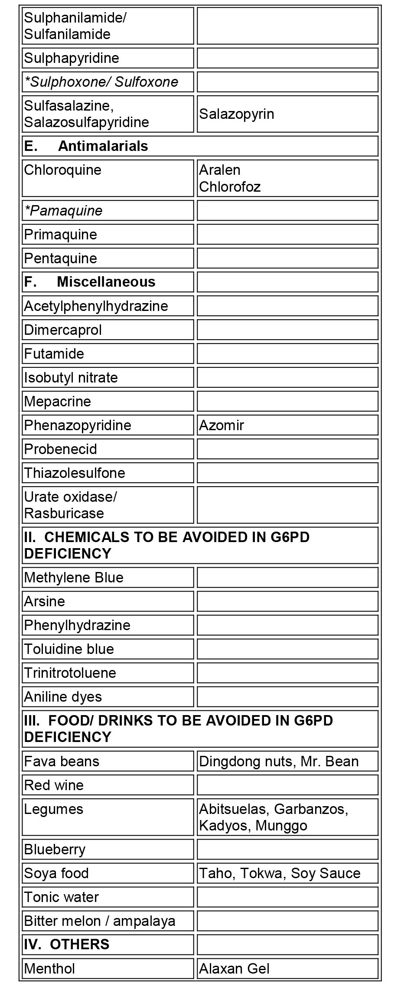 Sulphanilamide/
Sulfanilamide
Sulphapyridine
*Sulphoxone/ Sulfoxone
Sulfasalazine,
Salazosulfapyridine
Salazopyrin
E. Antimalarials
Chloroquine
Aralen
Chlorofoz
*Pamaquine
Primaquine
Pentaquine
F. Miscellaneous
Acetylphenylhydrazine
Dimercaprol
Futamide
Isobutyl nitrate
Mepacrine
Phenazopyridine
Azomir
Probenecid
Thiazolesulfone
Urate oxidase/
Rasburicase
II. CHEMICALS TO BE AVOIDED IN G6PD
DEFICIENCY
Methylene Blue
Arsine
Phenylhydrazine
Toluidine blue
Trinitrotoluene
Aniline dyes
III. FOOD/ DRINKS TO BE AVOIDED IN G6PD
DEFICIENCY
Fava beans
Dingdong nuts, Mr. Bean
Red wine
Legumes
Abitsuelas, Garbanzos,
Kadyos, Munggo
Blueberry
Soya food
Taho, Tokwa, Soy Sauce
Tonic water
Bitter melon / ampalaya
IV. OTHERS
Menthol
Alaxan Gel